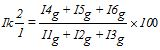 Ik 2/1 = (I4g + I5g + I6g) / (I1g + I2g + I3g) × 100